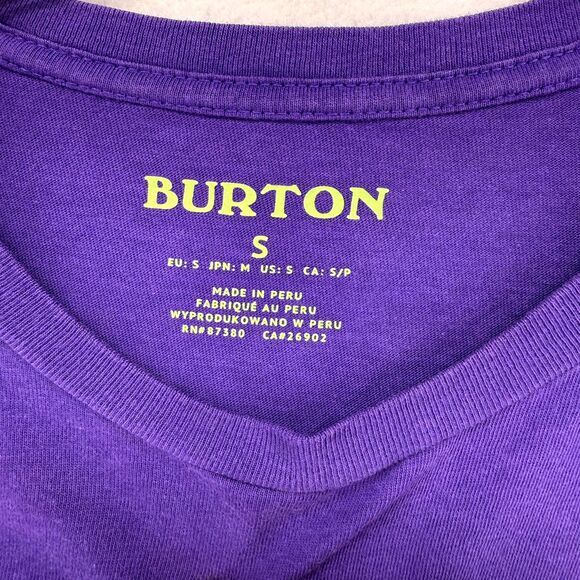 BURTON
S
EU: S JPN: M US: S CA: S/P
MADE IN PERU
FABRIQUÉ AU PERU
WYPRODUKOWANO W PERU
RN#87380 CA#26902